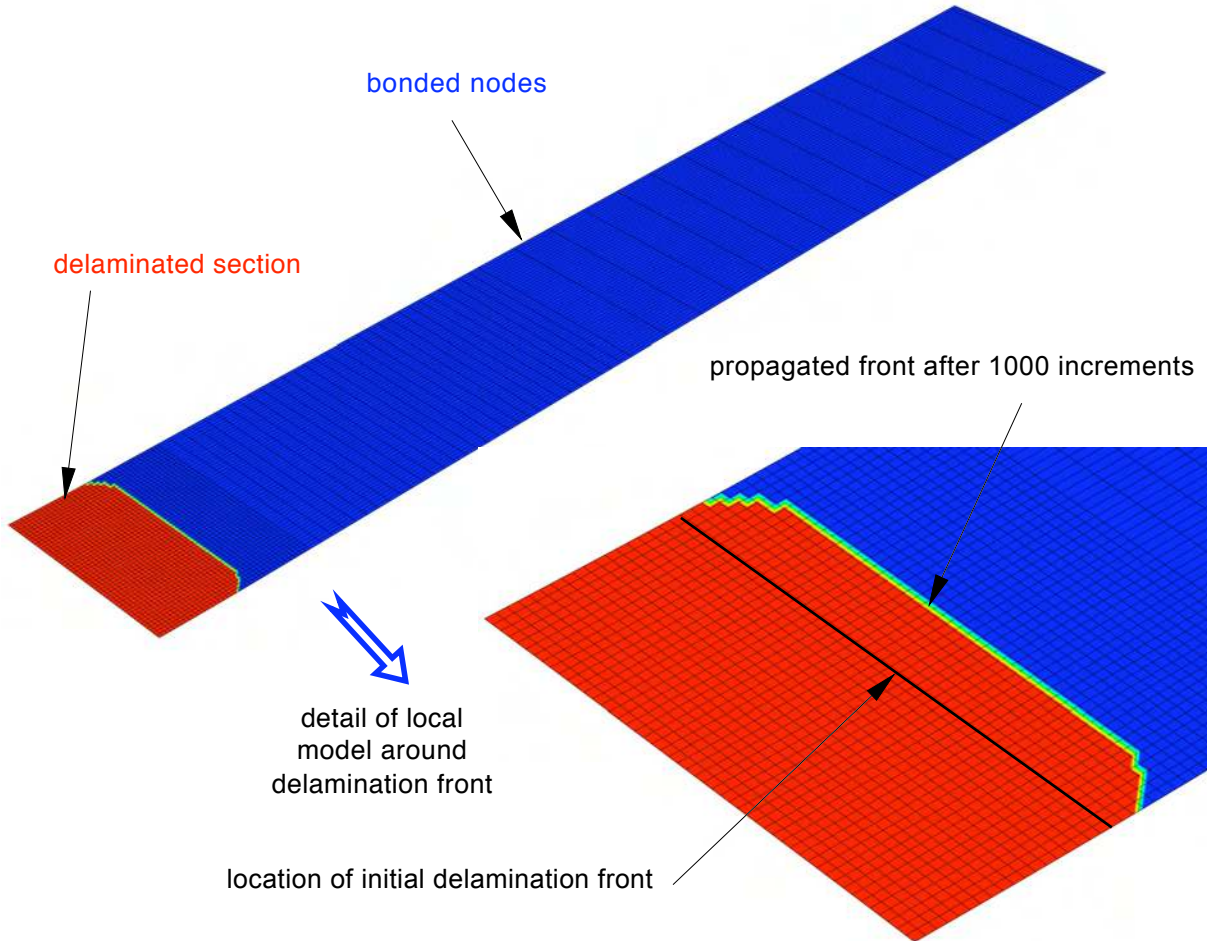 bonded nodes
delaminated section
propagated front after 1000 increments
detail of local
model around
delamination front
location of initial delamination front